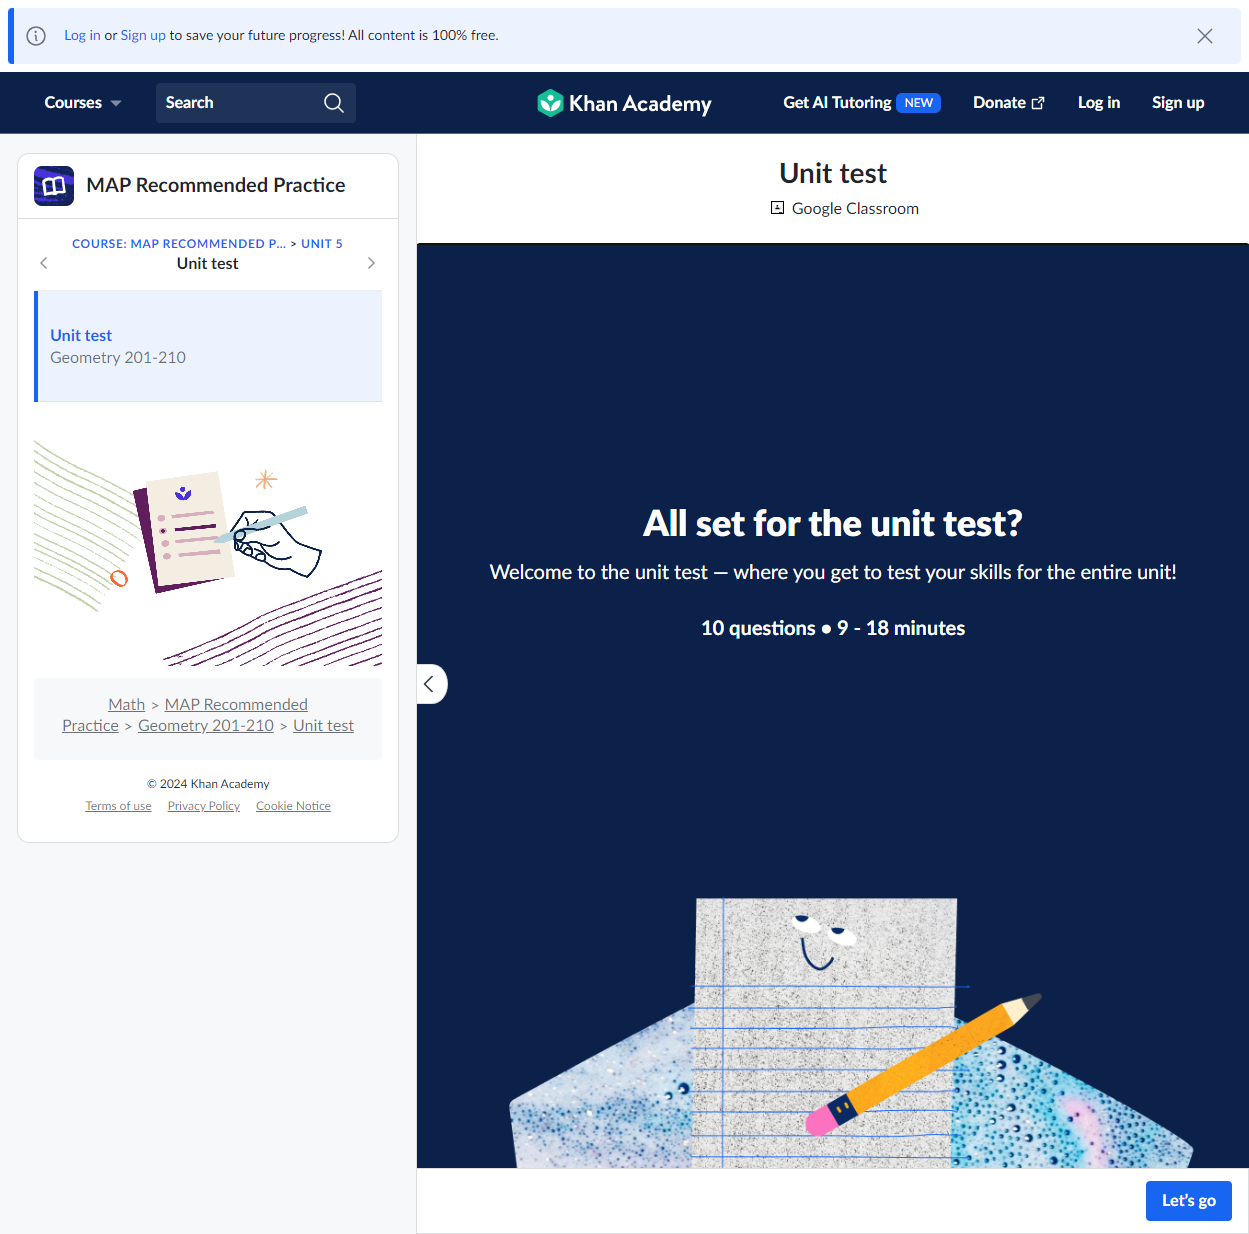 Log in or Sign up to save your future progress! All content is 100% free.
Courses
Search
Khan Academy
Get AI Tutoring NEW
Donate
Log in
Sign up
MAP Recommended Practice
COURSE: MAP RECOMMENDED P... > UNIT 5
Unit test
Unit test
Geometry 201-210
Math > MAP Recommended
Practice > Geometry 201-210 > Unit test
© 2024 Khan Academy
Terms of use Privacy Policy Cookie Notice
Unit test
Google Classroom
All set for the unit test?
Welcome to the unit test — where you get to test your skills for the entire unit!
10 questions • 9 - 18 minutes
Let's go